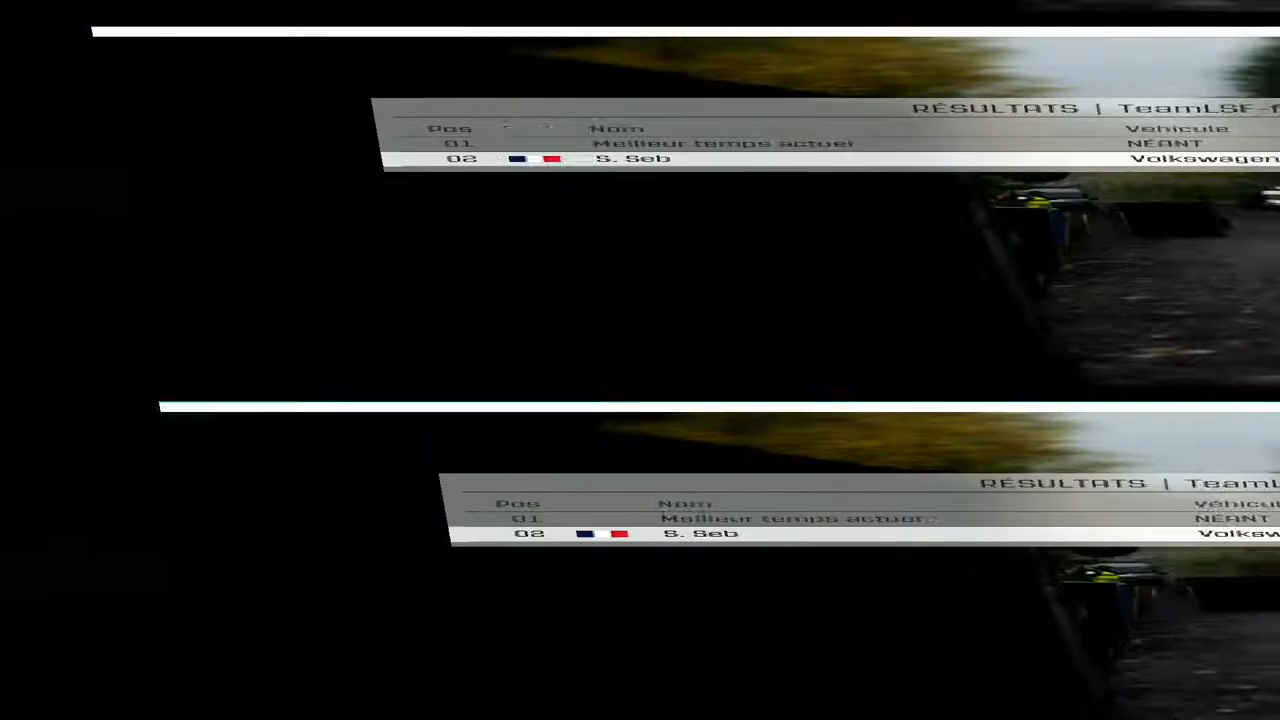 RÉSULTATS | TeamLSF-f
Pos Nom Véhicule
01 Meilleur temps actuel NÉANT
02 S. Seb Volkswagen
RÉSULTATS | TeamL
Pos Nom Véhicul
01 Meilleur temps actuel NÉANT
02 S. Seb Volksw